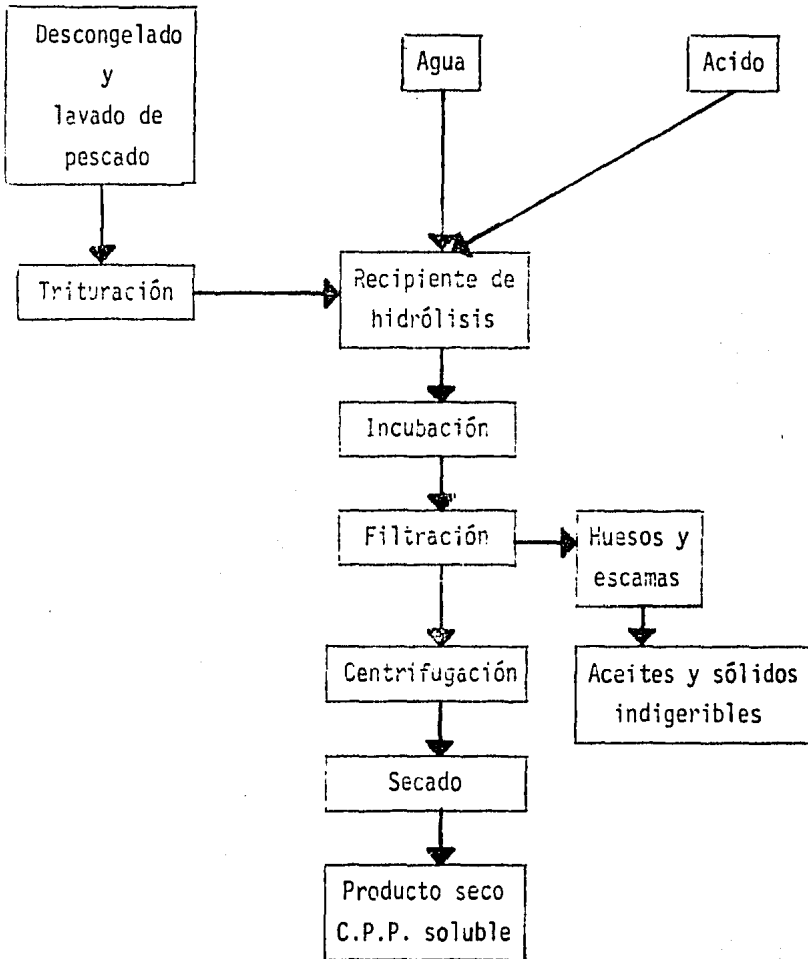 Descongelado
y
lavado de
pescado
Agua
Acido
Trituración
Recipiente de
hidrólisis
Incubación
Filtración
Huesos y
escamas
Centrifugación
Aceites y sólidos
indigeribles
Secado
Producto seco
C.P.P. soluble